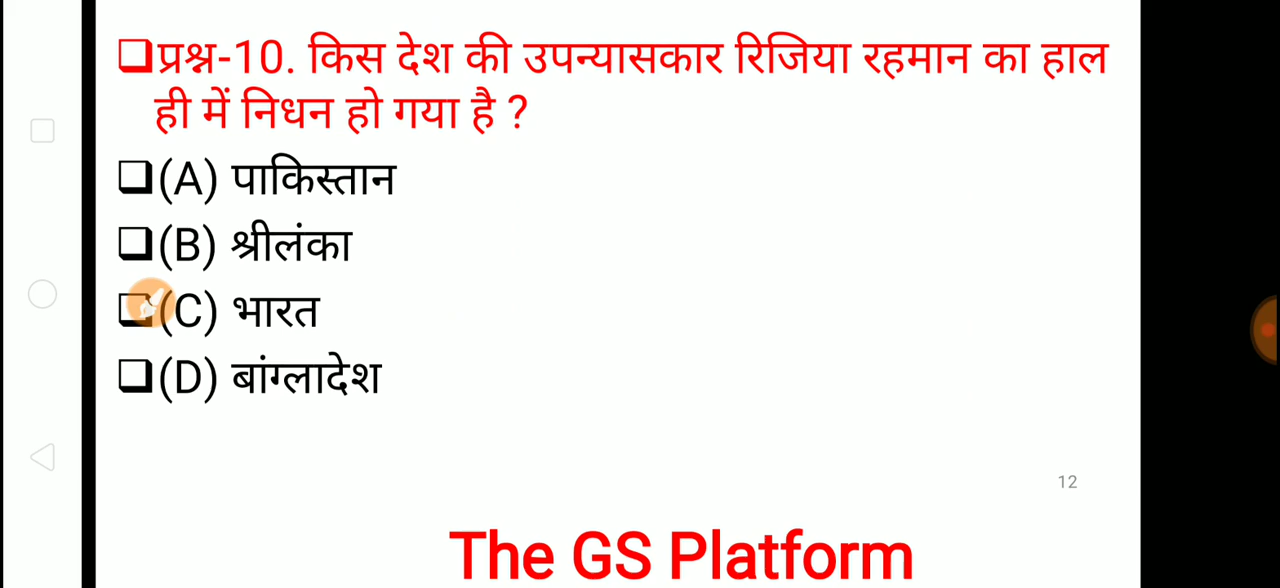 प्रश्न-10. किस देश की उपन्यासकार रिजिया रहमान का हाल
ही में निधन हो गया है ?
(A) पाकिस्तान
(B) श्रीलंका
(C) भारत
(D) बांग्लादेश
12
The GS Platform